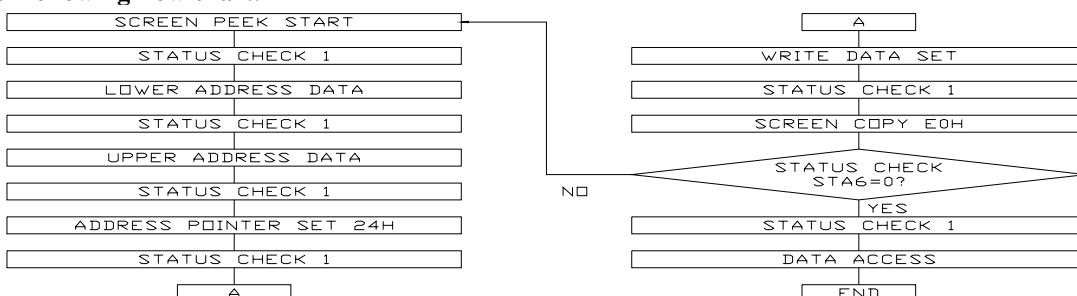 SCREEN PEEK START
STATUS CHECK 1
LOWER ADDRESS DATA
STATUS CHECK 1
UPPER ADDRESS DATA
STATUS CHECK 1
ADDRESS POINTER SET 24H
STATUS CHECK 1
A
NO
A
WRITE DATA SET
STATUS CHECK 1
SCREEN COPY E0H
STATUS CHECK
STA6=0?
YES
STATUS CHECK 1
DATA ACCESS
END